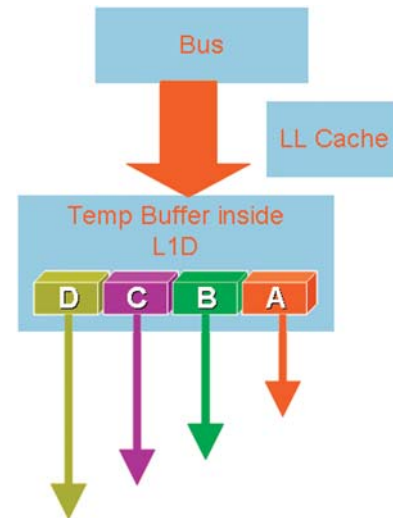 Bus
LL Cache
Temp Buffer inside
L1D
D C B A